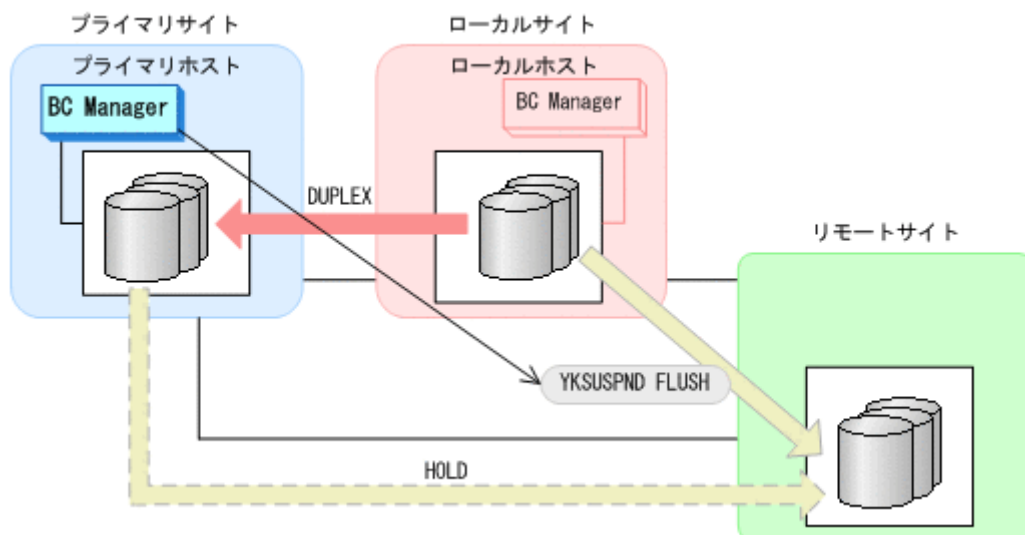 プライマリサイト
ローカルサイト
プライマリホスト
ローカルホスト
BC Manager
BC Manager
DUPLEX
リモートサイト
YKSUSPND FLUSH
HOLD